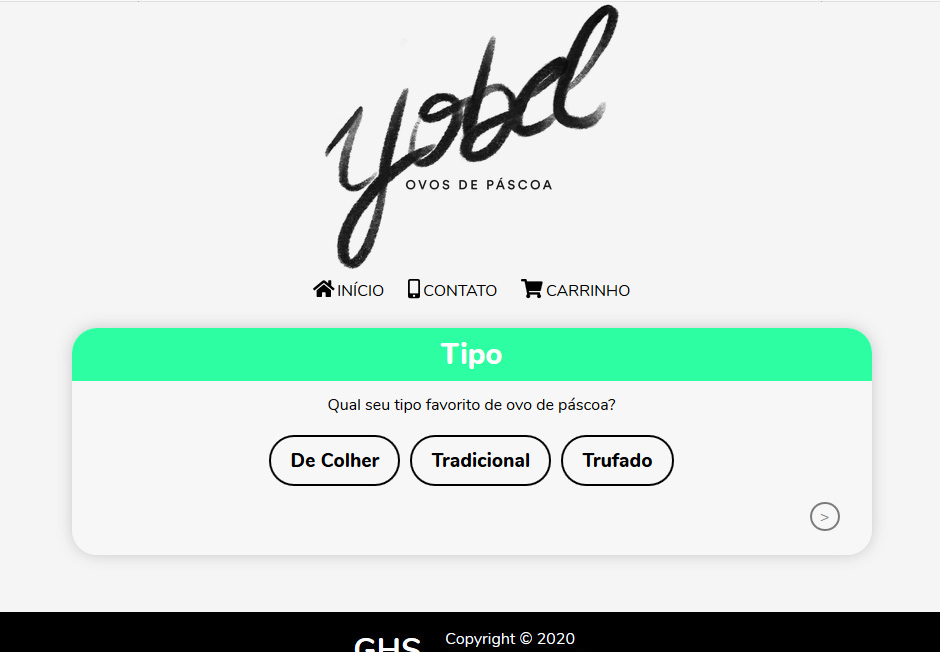 yobel
OVOS DE PÁSCOA
INÍCIO CONTATO CARRINHO
Tipo
Qual seu tipo favorito de ovo de páscoa?
De Colher Tradicional Trufado
>
GHS Copyright © 2020